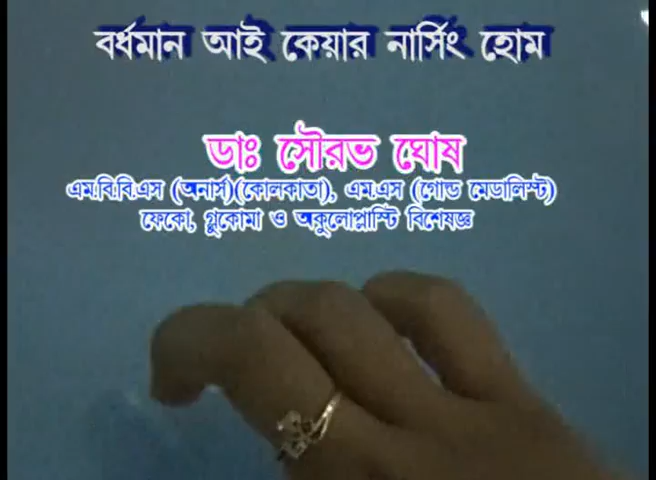 বর্ধমান আই কেয়ার নার্সিং হোম
ডাঃ সৌরভ ঘোষ
এম.বি.বি.এস (অনার্স)(কোলকাতা), এম.এস (গোল্ড মেডালিস্ট)
ফেকো, গ্লুকোমা ও অকুলোপ্লাস্টি বিশেষজ্ঞ